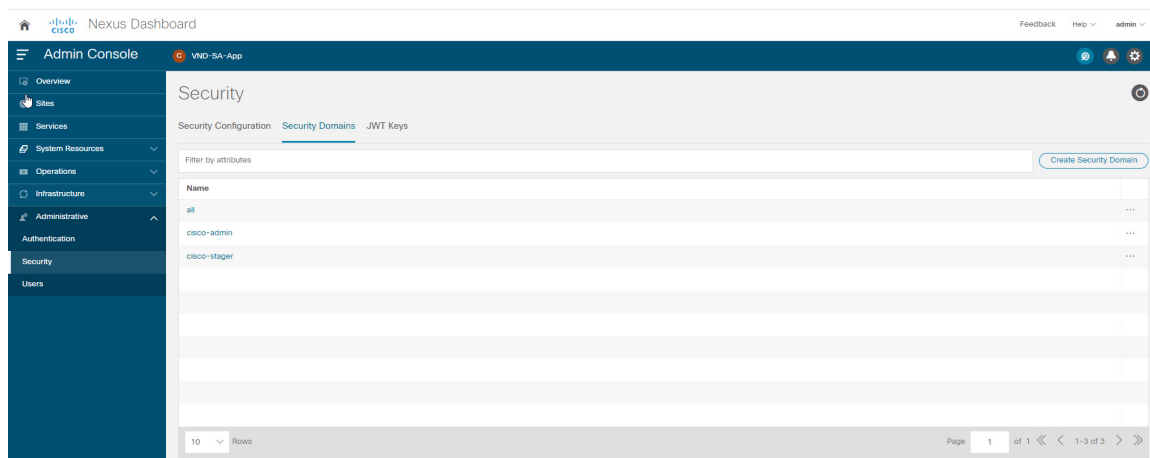 CISCO Nexus Dashboard Feedback Help admin
Admin Console C VND-SA-App
Overview
Sites
Services
System Resources
Operations
Infrastructure
Administrative
Authentication
Security
Users
Security
Security Configuration Security Domains JWT Keys
Filter by attributes Create Security Domain
Name
all ...
cisco-admin ...
cisco-stager ...
10 Rows Page 1 of 1 1-3 of 3